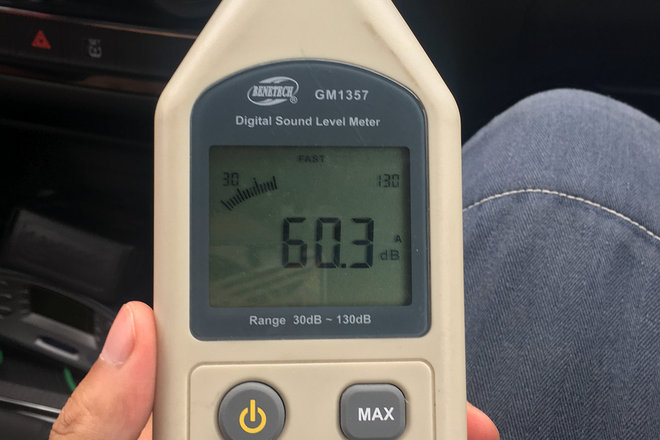 BENETECH® GM1357
Digital Sound Level Meter
FAST
30 130
60.3 A
dB
Range 30dB ~ 130dB
MAX